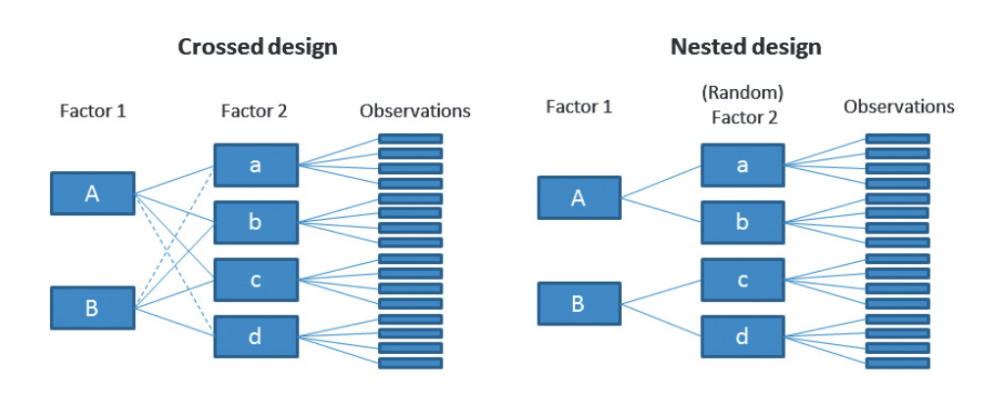 Crossed design
Factor 1
Factor 2
Observations
A
B
a
b
c
d
Nested design
Factor 1
(Random)
Factor 2
Observations
A
B
a
b
c
d